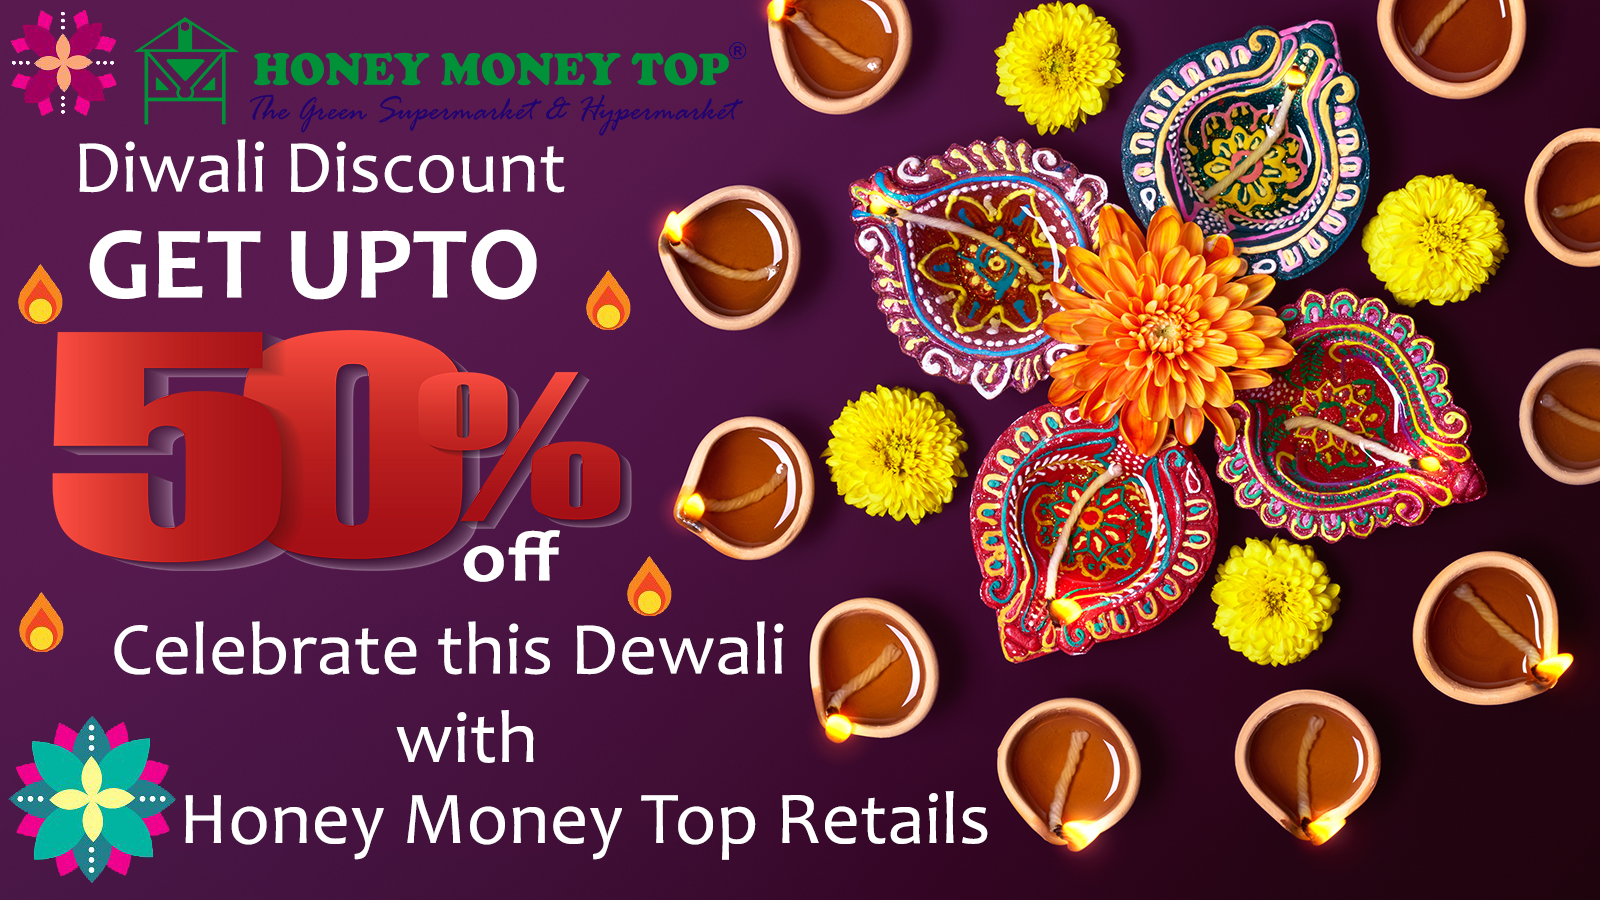 HONEY MONEY TOP®
The Green Supermarket & Hypermarket
Diwali Discount
GET UPTO
50%
off
Celebrate this Dewali
with
Honey Money Top Retails